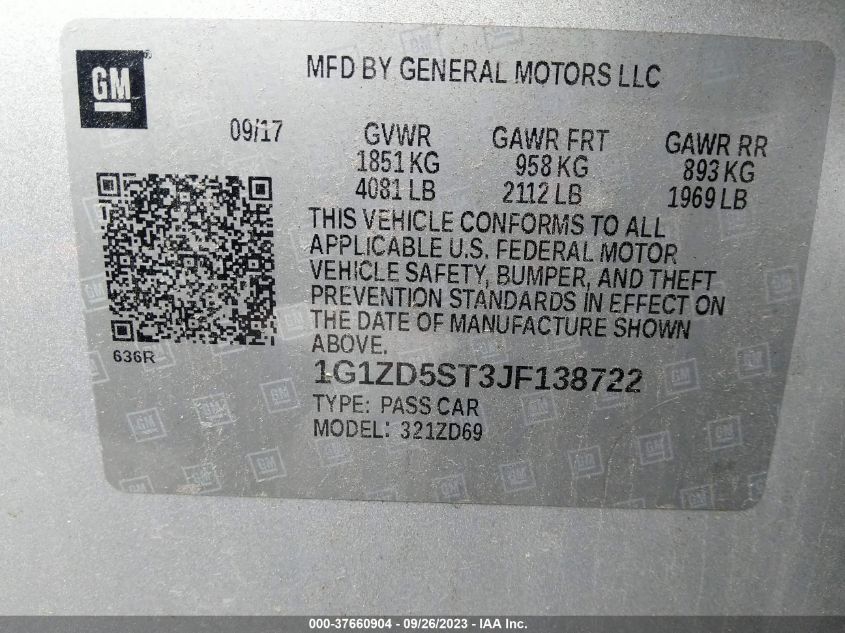 GM ®
MFD BY GENERAL MOTORS LLC
09/17 GVWR GAWR FRT GAWR RR
1851 KG 958 KG 893 KG
4081 LB 2112 LB 1969 LB
THIS VEHICLE CONFORMS TO ALL
APPLICABLE U.S. FEDERAL MOTOR
VEHICLE SAFETY, BUMPER, AND THEFT
PREVENTION STANDARDS IN EFFECT ON
THE DATE OF MANUFACTURE SHOWN
ABOVE.
636R
1G1ZD5ST3JF138722
TYPE: PASS CAR
MODEL: 321ZD69
000-37660904 - 09/26/2023 - IAA Inc.